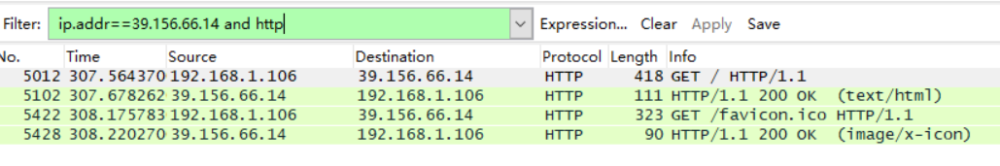 Filter: ip.addr==39.156.66.14 and http Expression... Clear Apply Save
No. Time Source Destination Protocol Length Info
5012 307.564370 192.168.1.106 39.156.66.14 HTTP 418 GET / HTTP/1.1
5102 307.678262 39.156.66.14 192.168.1.106 HTTP 111 HTTP/1.1 200 OK (text/html)
5422 308.175783 192.168.1.106 39.156.66.14 HTTP 323 GET /favicon.ico HTTP/1.1
5428 308.220270 39.156.66.14 192.168.1.106 HTTP 90 HTTP/1.1 200 OK (image/x-icon)